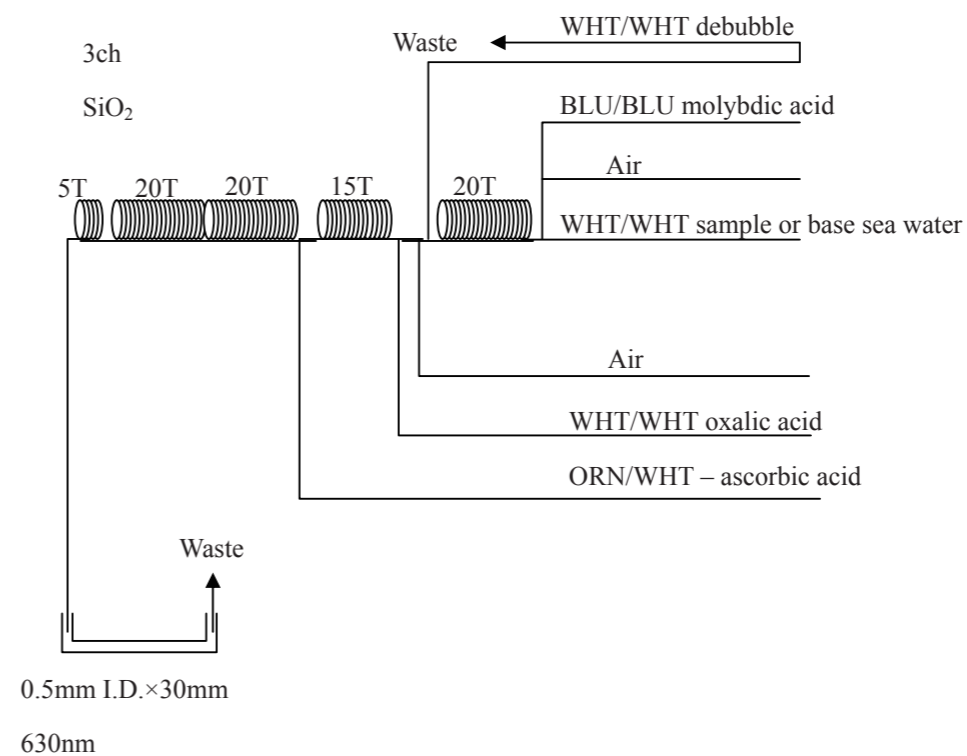 WHT/WHT debubble
Waste
3ch
SiO₂
BLU/BLU molybdic acid
Air
5T 20T 20T 15T 20T
WHT/WHT sample or base sea water
Air
WHT/WHT oxalic acid
ORN/WHT – ascorbic acid
Waste
0.5mm I.D.×30mm
630nm